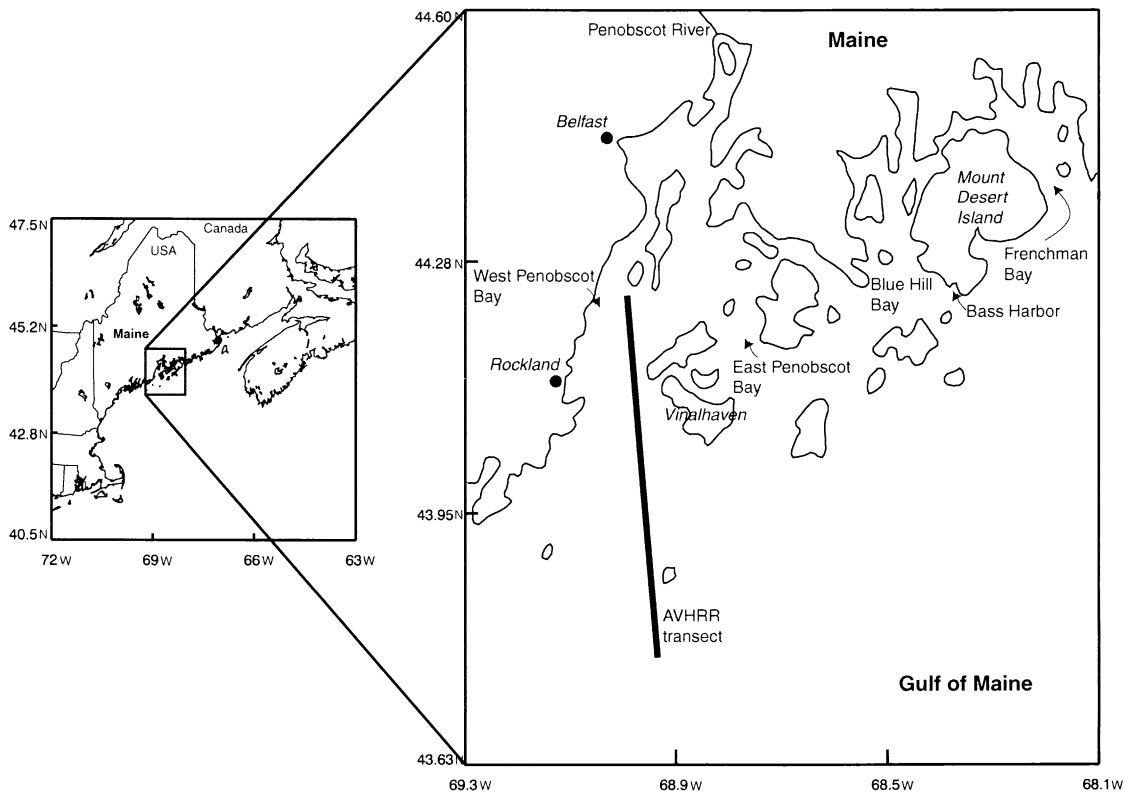 44.60N
Penobscot River
Maine
Belfast
Mount
Desert
Island
47.5N
Canada
USA
Frenchman
Bay
44.28N
West Penobscot
Bay
Blue Hill
Bay
Bass Harbor
45.2N
Maine
Rockland
East Penobscot
Bay
Vinalhaven
42.8N
43.95N
40.5N
72W
69W
66W
63W
AVHRR
transect
Gulf of Maine
43.63N
69.3W
68.9W
68.5W
68.1W